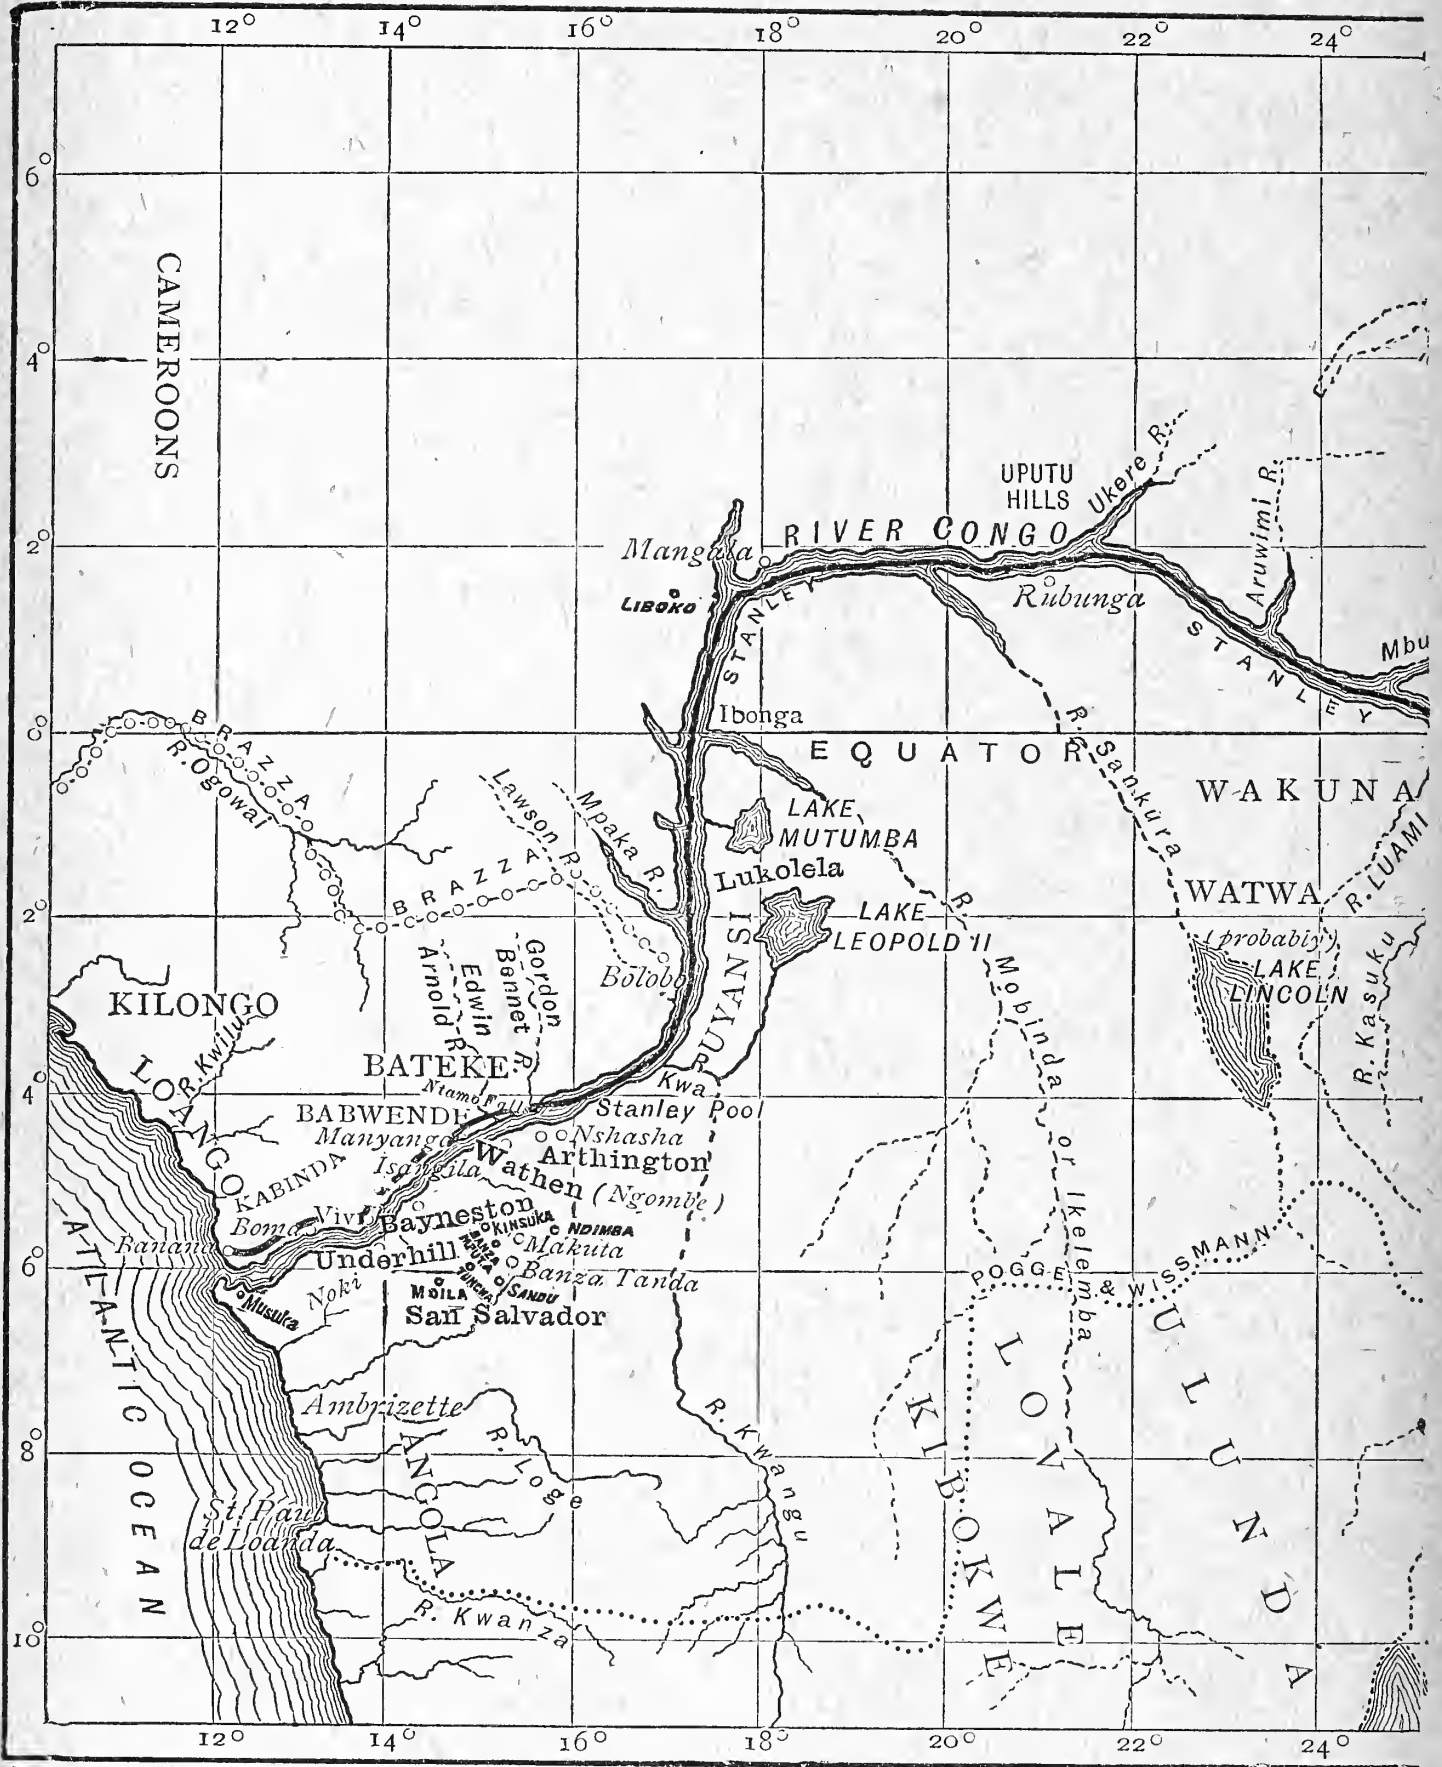 12° 14° 16° 18° 20° 22° 24°
6°
CAMEROONS
4°
UPUTU
HILLS
Ukere R.
Aruwimi R.
2°
RIVER CONGO
Mangala
LIBOKO
STANLEY
Rubunga
STANLEY
Mbu
Ibonga
0°
EQUATOR
BRAZZA
R. Ogowai
Lawson R.
Mpaka R.
R. Sankura
WAKUNA
LAKE
MUTUMBA
R. LUAMI
BRAZZA
Lukolela
WATWA
2°
LAKE
LEOPOLD II
(probably)
LAKE
LINCOLN
R. Kasuku
Arnold R.
Edwin
Gordon
Bennet R.
Bolobo
BUYANSI
R. Mobinda or Ikelemba
KILONGO
R. Kwilu
LOANGO
BATEKE
Ntamo Falls
Kwa R.
4°
BABWENDE
Stanley Pool
Manyanga
Nshasha
Arthington
Isangila
Wathen (Ngombe)
KABINDA
Boma
Vivi
Bayneston
KINSUKA
NDIMBA
Banana
Makuta
BANZA
MPUTA
6°
Underhill
Banza Tanda
TUNGWA
SANDU
Noki
MOILA
Musuka
San Salvador
POGGE & WISSMANN
ATLANTIC OCEAN
Ambrizette
R. Loge
R. Kwangu
8°
ANGOLA
KIBOKWE
LOVALE
ULUNDA
St. Paul
de Loanda
R. Kwanza
10°
12° 14° 16° 18° 20° 22° 24°